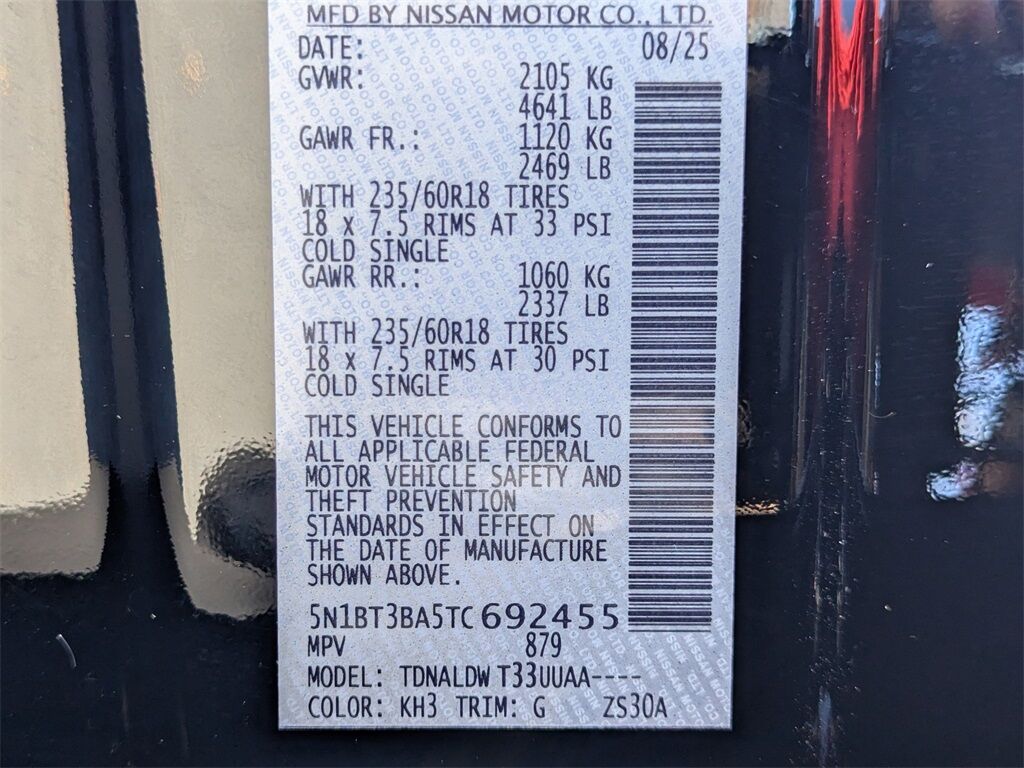 MFD BY NISSAN MOTOR CO., LTD.
DATE: 08/25
GVWR: 2105 KG
4641 LB
GAWR FR.: 1120 KG
2469 LB
WITH 235/60R18 TIRES
18 x 7.5 RIMS AT 33 PSI
COLD SINGLE
GAWR RR.: 1060 KG
2337 LB
WITH 235/60R18 TIRES
18 x 7.5 RIMS AT 30 PSI
COLD SINGLE
THIS VEHICLE CONFORMS TO
ALL APPLICABLE FEDERAL
MOTOR VEHICLE SAFETY AND
THEFT PREVENTION
STANDARDS IN EFFECT ON
THE DATE OF MANUFACTURE
SHOWN ABOVE.
5N1BT3BA5TC692455
MPV 879
MODEL: TDNALDW T33UUAA----
COLOR: KH3 TRIM: G ZS30A